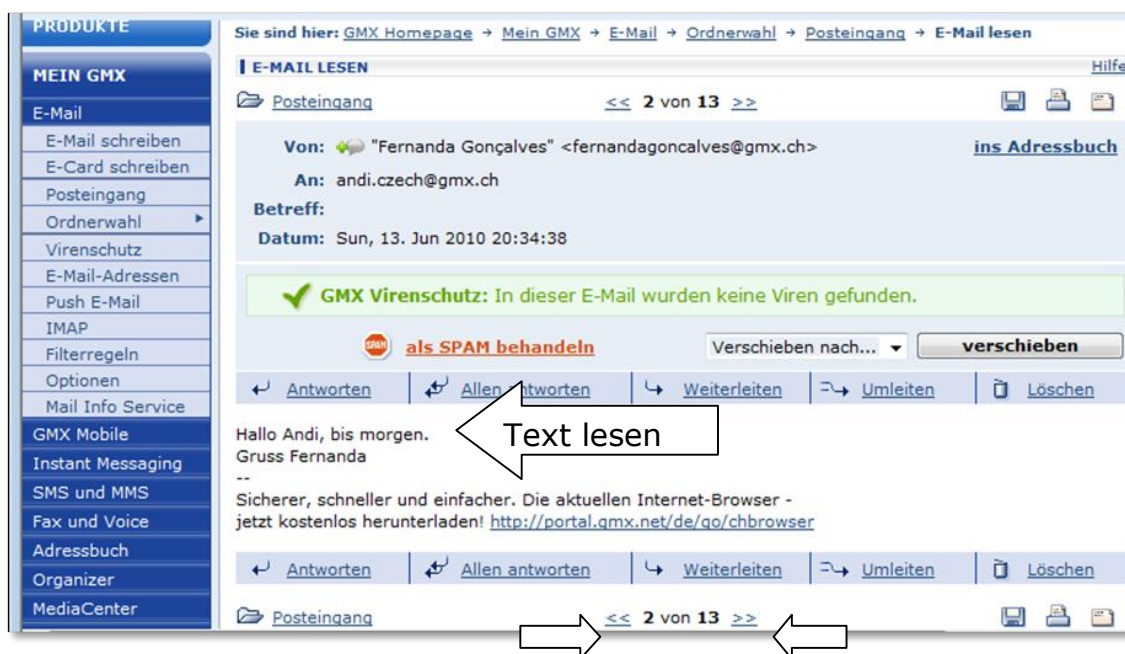 PRODUKTE
Sie sind hier: GMX Homepage → Mein GMX → E-Mail → Ordnerwahl → Posteingang → E-Mail lesen
MEIN GMX
E-Mail
E-Mail schreiben
E-Card schreiben
Posteingang
Ordnerwahl
Virenschutz
E-Mail-Adressen
Push E-Mail
IMAP
Filterregeln
Optionen
Mail Info Service
GMX Mobile
Instant Messaging
SMS und MMS
Fax und Voice
Adressbuch
Organizer
MediaCenter
E-MAIL LESEN Hilfe
Posteingang << 2 von 13 >>
Von: "Fernanda Gonçalves" <fernandagoncalves@gmx.ch> ins Adressbuch
An: andi.czech@gmx.ch
Betreff:
Datum: Sun, 13. Jun 2010 20:34:38
GMX Virenschutz: In dieser E-Mail wurden keine Viren gefunden.
SPAM als SPAM behandeln Verschieben nach... verschieben
Antworten Allen antworten Weiterleiten Umleiten Löschen
Hallo Andi, bis morgen.
Text lesen
Gruss Fernanda
--
Sicherer, schneller und einfacher. Die aktuellen Internet-Browser -
jetzt kostenlos herunterladen! http://portal.gmx.net/de/go/chbrowser
Antworten Allen antworten Weiterleiten Umleiten Löschen
Posteingang << 2 von 13 >>